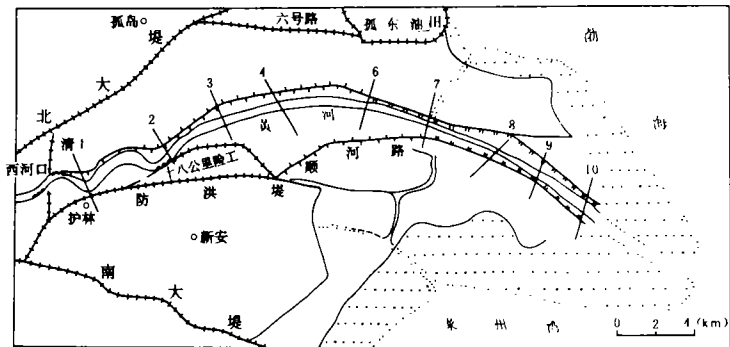 孤岛
六号路
孤东油田
渤
海
北大堤
清1
2
3
4
6
7
8
9
10
黄河
西河口
八公里险工
顺河路
防洪堤
护林
新安
南大堤
莱州湾
0 2 4 (km)